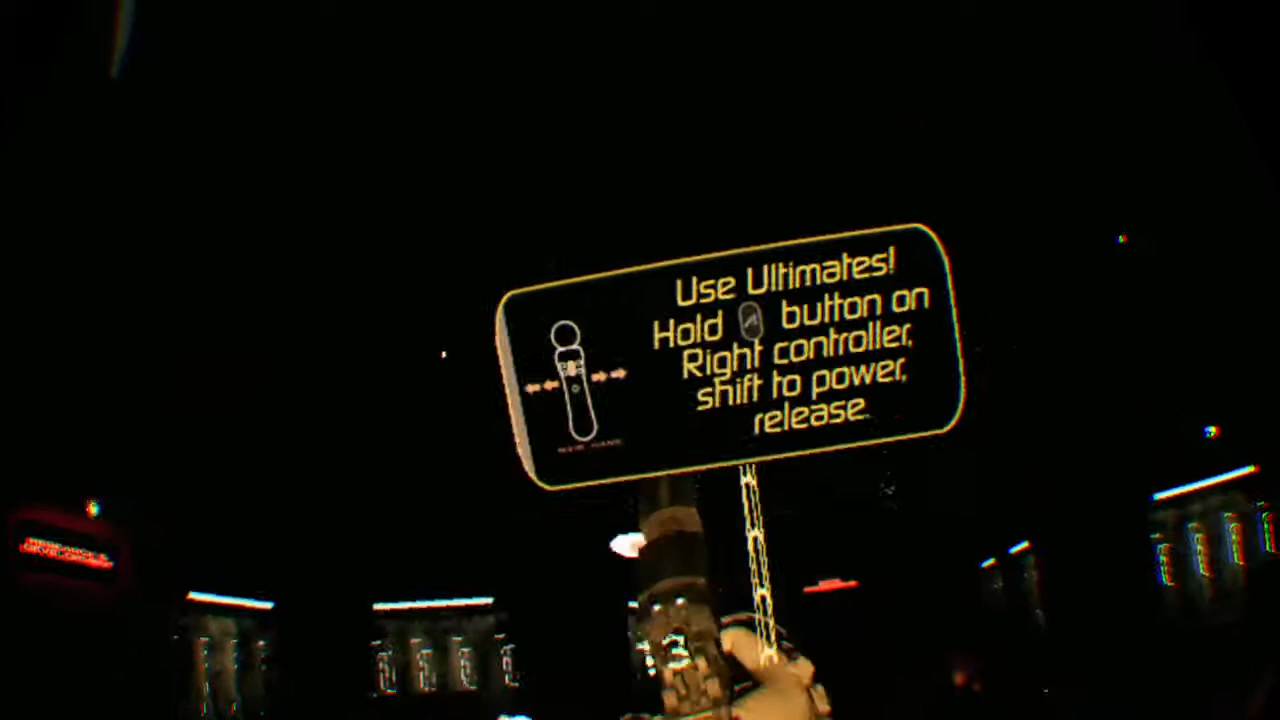 Use Ultimates!
Hold button on
Right controller,
shift to power,
release